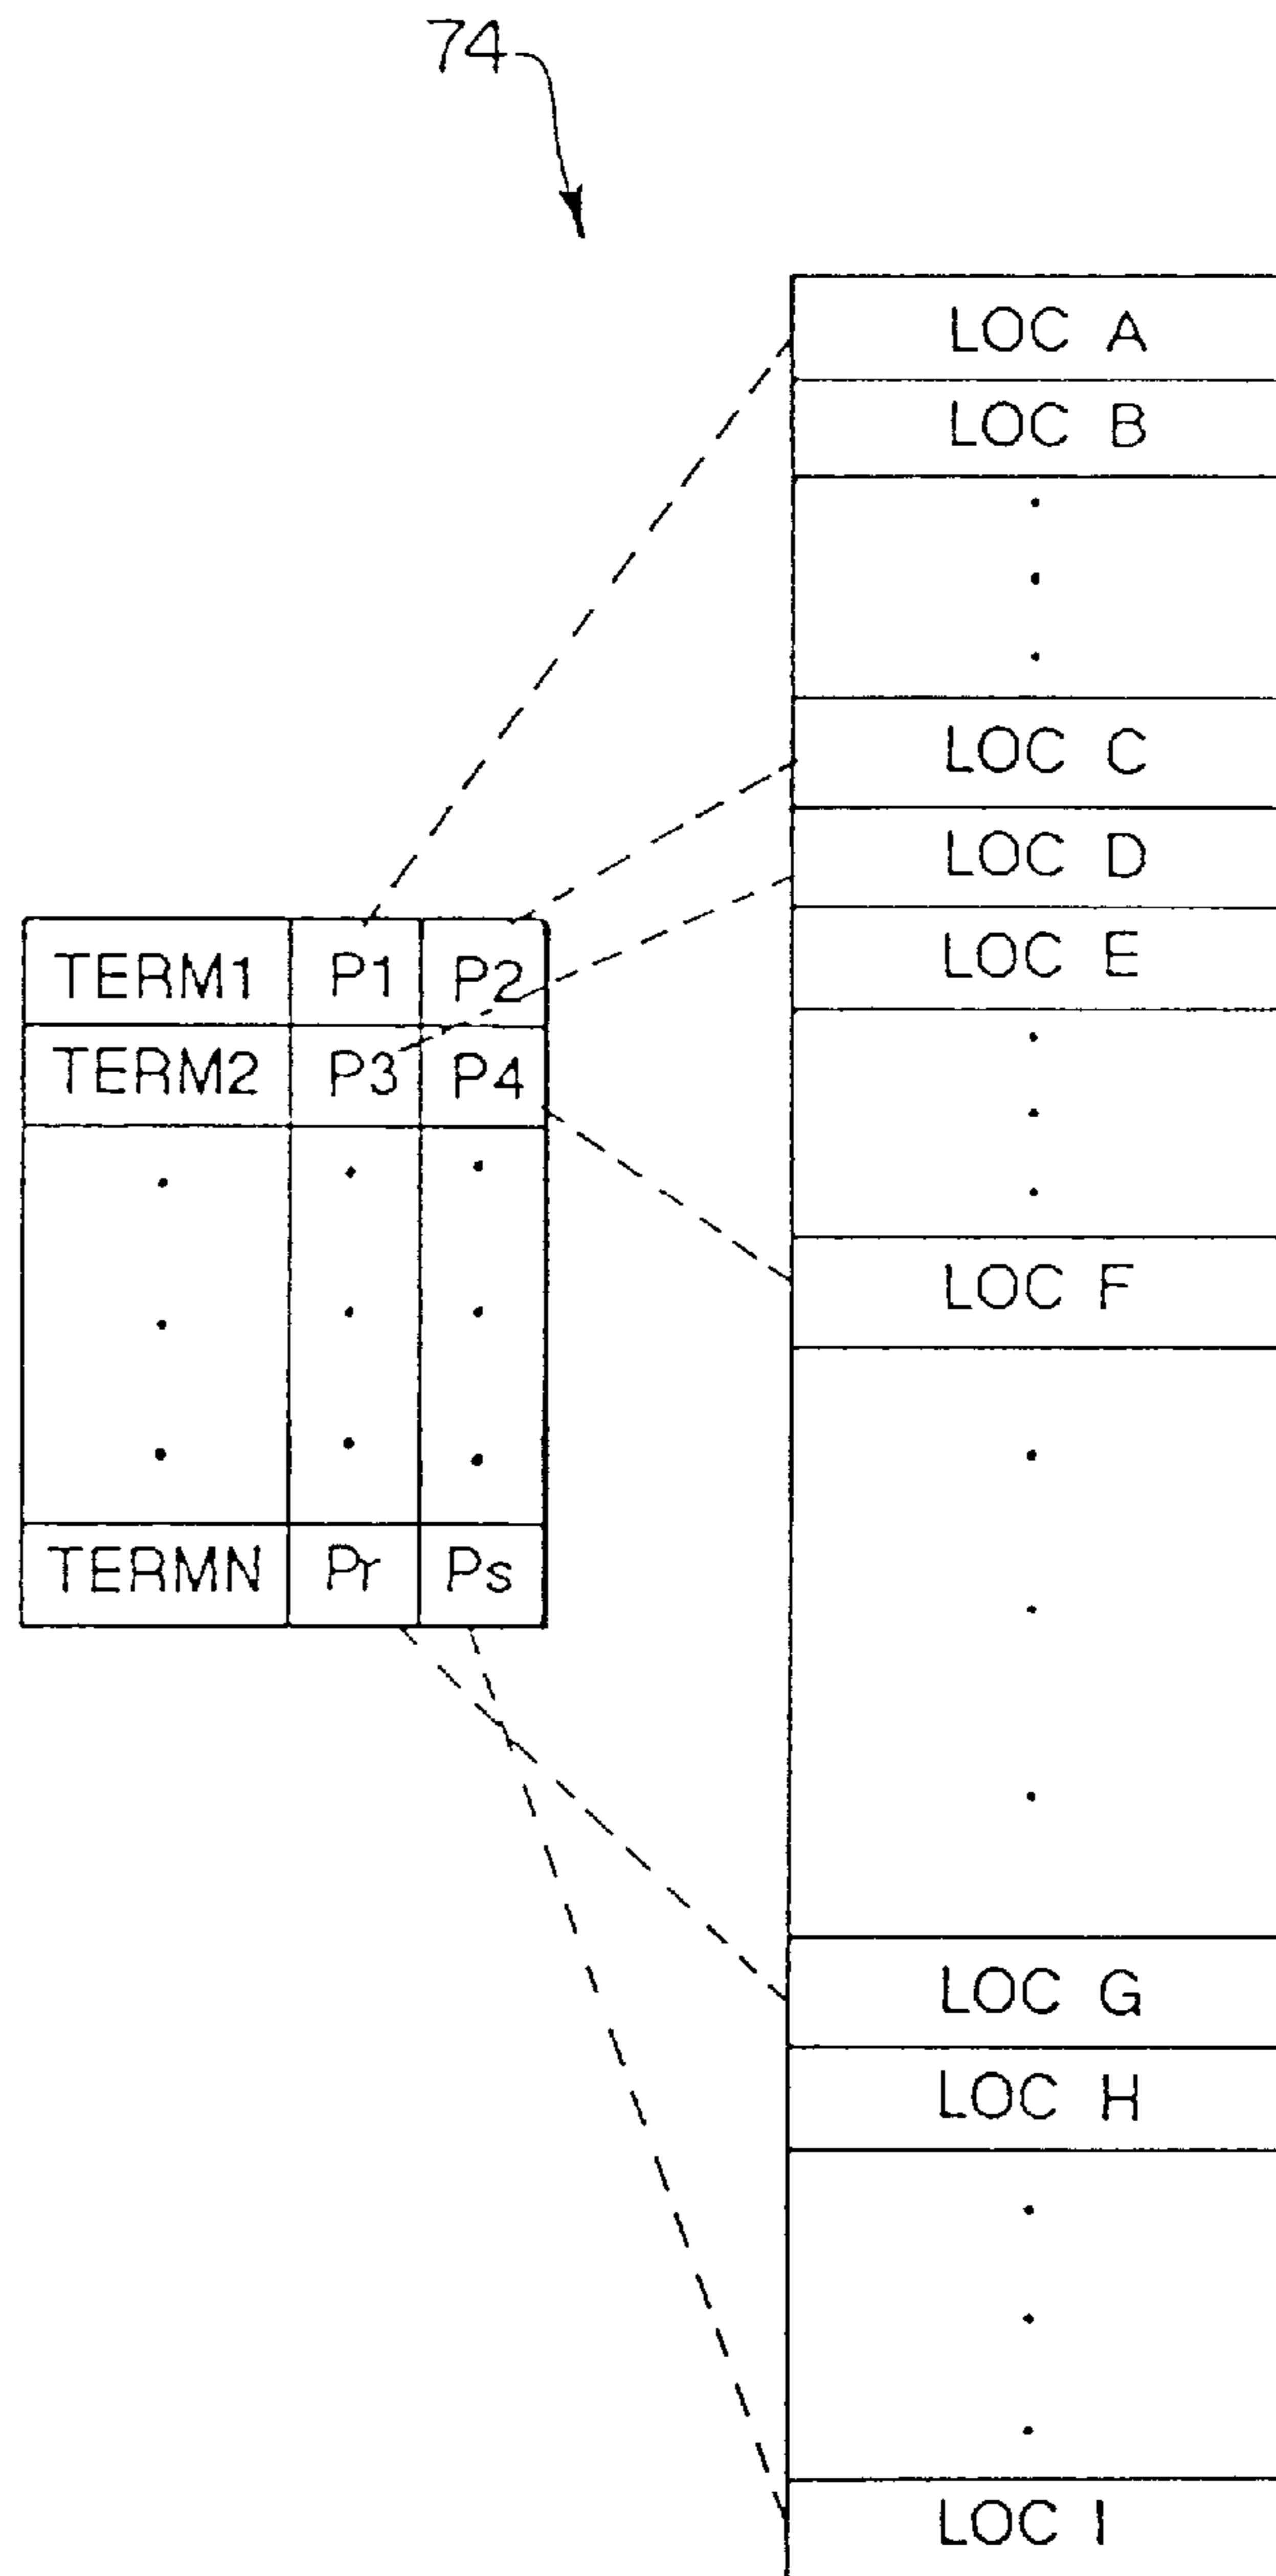 74
LOC A
LOC B
LOC C
LOC D
LOC E
LOC F
LOC G
LOC H
LOC I
TERM1 P1 P2
TERM2 P3 P4
TERMN Pr Ps